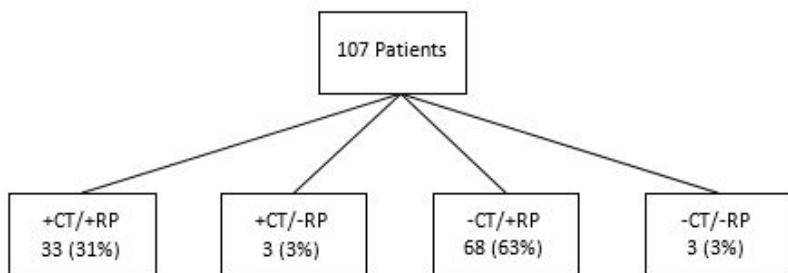 107 Patients
+CT/+RP
33 (31%)
+CT/-RP
3 (3%)
-CT/+RP
68 (63%)
-CT/-RP
3 (3%)